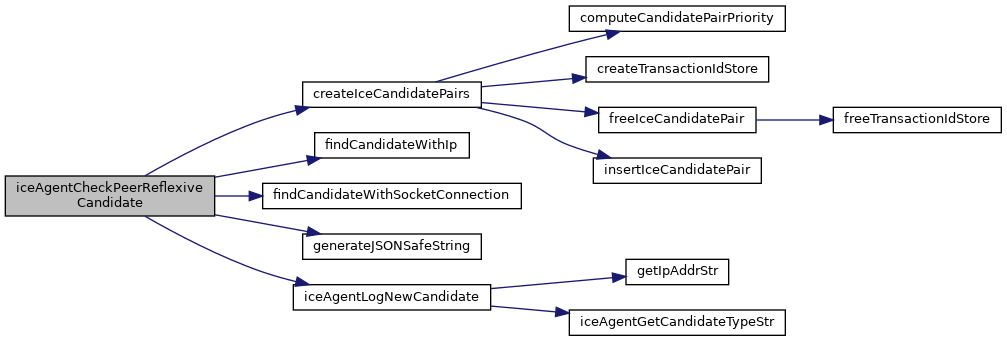 iceAgentCheckPeerReflexive
Candidate
createIceCandidatePairs
findCandidateWithIp
findCandidateWithSocketConnection
generateJSONSafeString
iceAgentLogNewCandidate
computeCandidatePairPriority
createTransactionIdStore
freeIceCandidatePair
insertIceCandidatePair
getIpAddrStr
iceAgentGetCandidateTypeStr
freeTransactionIdStore